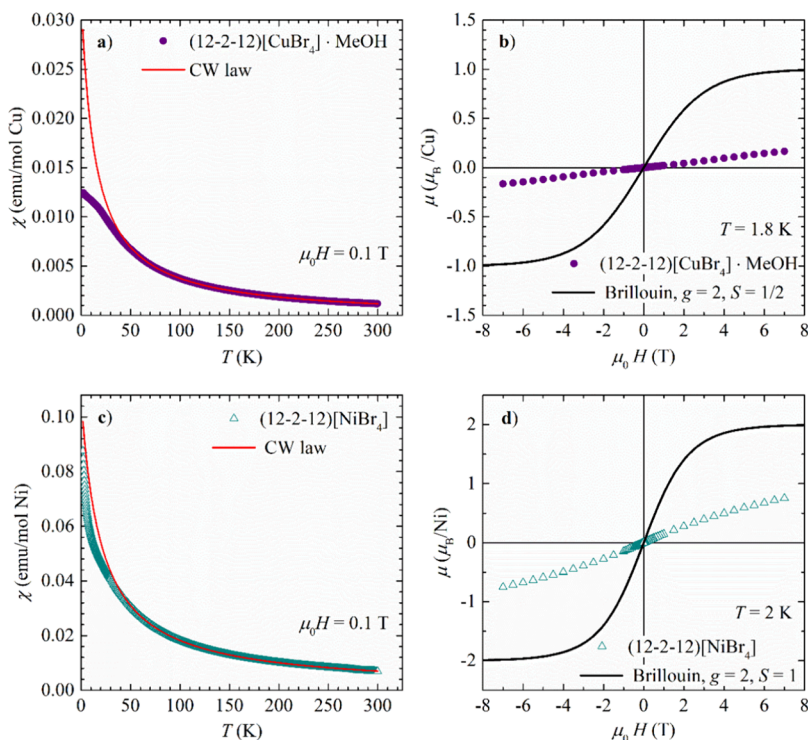 a)
(12-2-12)[CuBr₄] · MeOH
CW law
μ₀H = 0.1 T
χ (emu/mol Cu)
0.030
0.025
0.020
0.015
0.010
0.005
0.000
0 50 100 150 200 250 300
T (K)
b)
μ (μ_B /Cu)
1.5
1.0
0.5
0.0
-0.5
-1.0
-1.5
T = 1.8 K
(12-2-12)[CuBr₄] · MeOH
Brillouin, g = 2, S = 1/2
-8 -6 -4 -2 0 2 4 6 8
μ₀ H (T)
c)
(12-2-12)[NiBr₄]
CW law
μ₀H = 0.1 T
χ (emu/mol Ni)
0.10
0.08
0.06
0.04
0.02
0.00
0 50 100 150 200 250 300
T (K)
d)
μ (μ_B/Ni)
2
1
0
-1
-2
T = 2 K
(12-2-12)[NiBr₄]
Brillouin, g = 2, S = 1
-8 -6 -4 -2 0 2 4 6 8
μ₀ H (T)